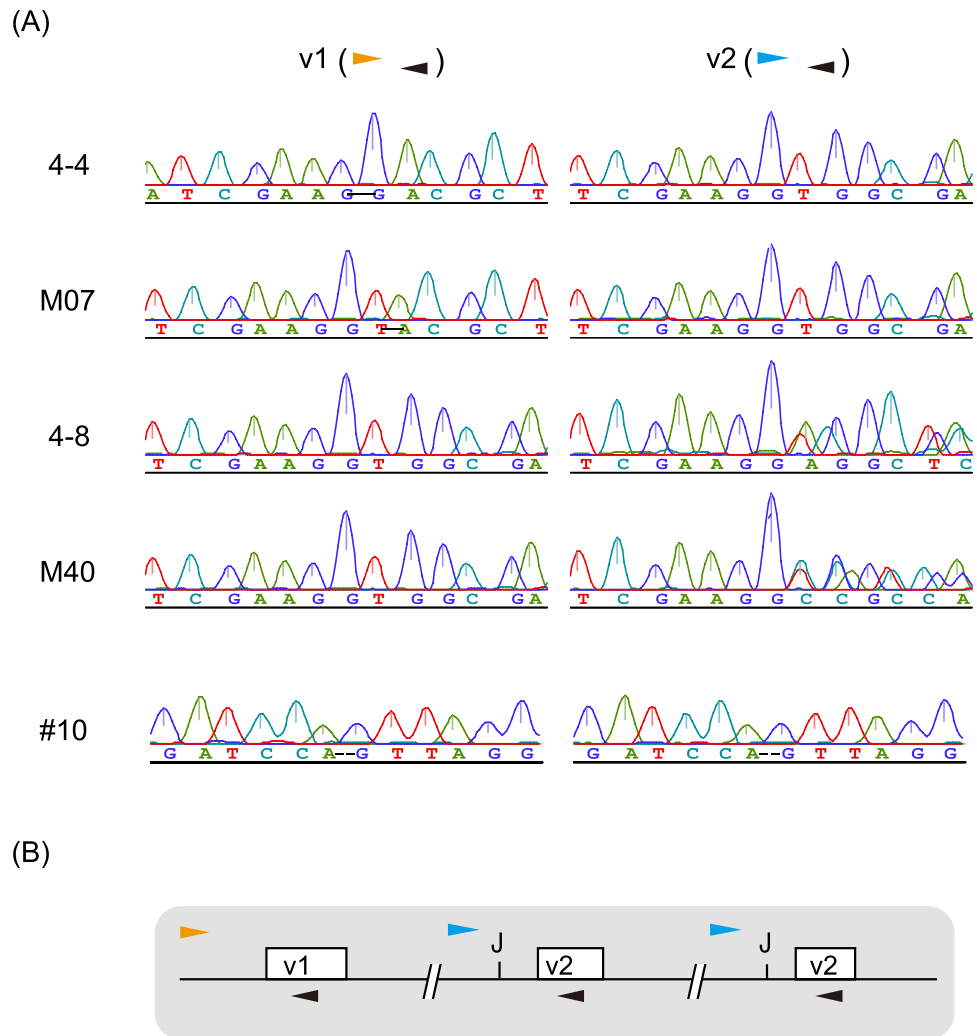 (A)
v1 ( ) v2 ( )
4-4 A T C G A A G G A C G C T T C G A A G G T G G C G A
M07 T C G A A G G T A C G C T T C G A A G G T G G C G A
4-8 T C G A A G G T G G C G A T C G A A G G A G G C T C
M40 T C G A A G G T G G C G A T C G A A G G C C G C C A
#10 G A T C C A--G T T A G G G A T C C A--G T T A G G
(B)
v1 J v2 J v2